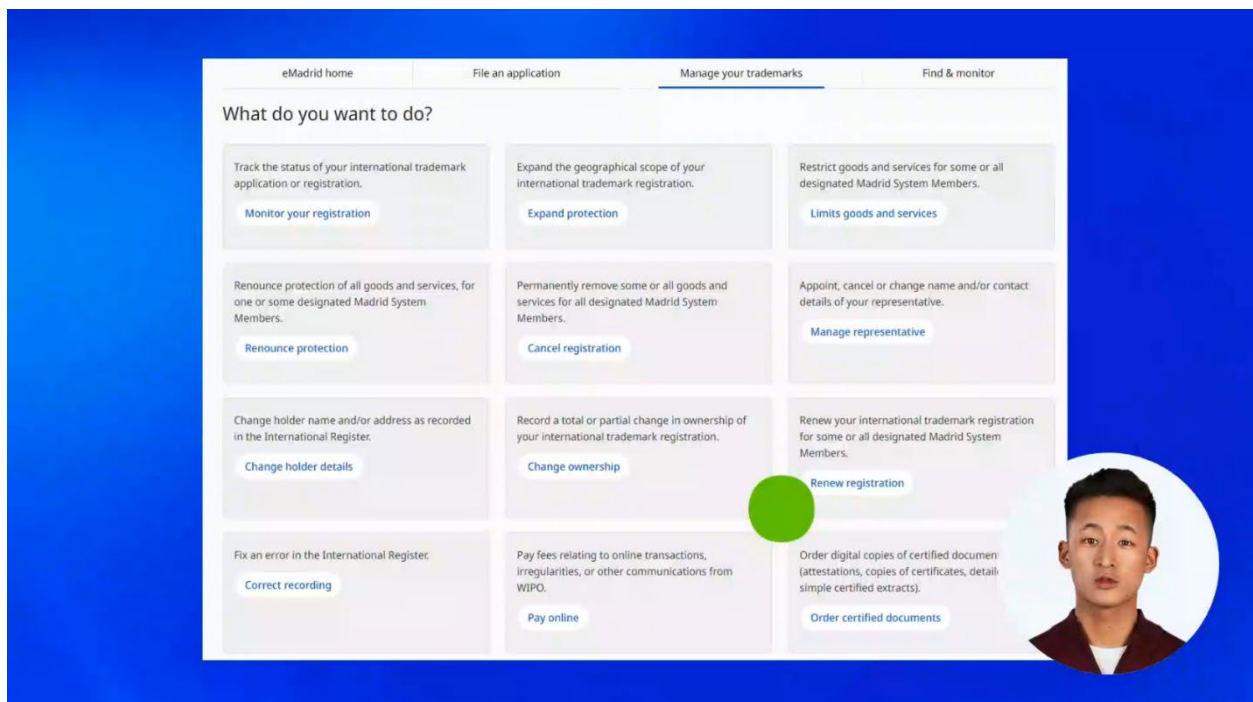 eMadrid home
File an application
Manage your trademarks
Find & monitor
What do you want to do?
Track the status of your international trademark
application or registration.
Monitor your registration
Expand the geographical scope of your
international trademark registration.
Expand protection
Restrict goods and services for some or all
designated Madrid System Members.
Limits goods and services
Renounce protection of all goods and services, for
one or some designated Madrid System
Members.
Renounce protection
Permanently remove some or all goods and
services for all designated Madrid System
Members.
Cancel registration
Appoint, cancel or change name and/or contact
details of your representative.
Manage representative
Change holder name and/or address as recorded
in the International Register.
Change holder details
Record a total or partial change in ownership of
your international trademark registration.
Change ownership
Renew your international trademark registration
for some or all designated Madrid System
Members.
Renew registration
Fix an error in the International Register.
Correct recording
Pay fees relating to online transactions,
irregularities, or other communications from
WIPO.
Pay online
Order digital copies of certified
(attestations, copies of certificates,
simple certified extracts).
Order certified documents